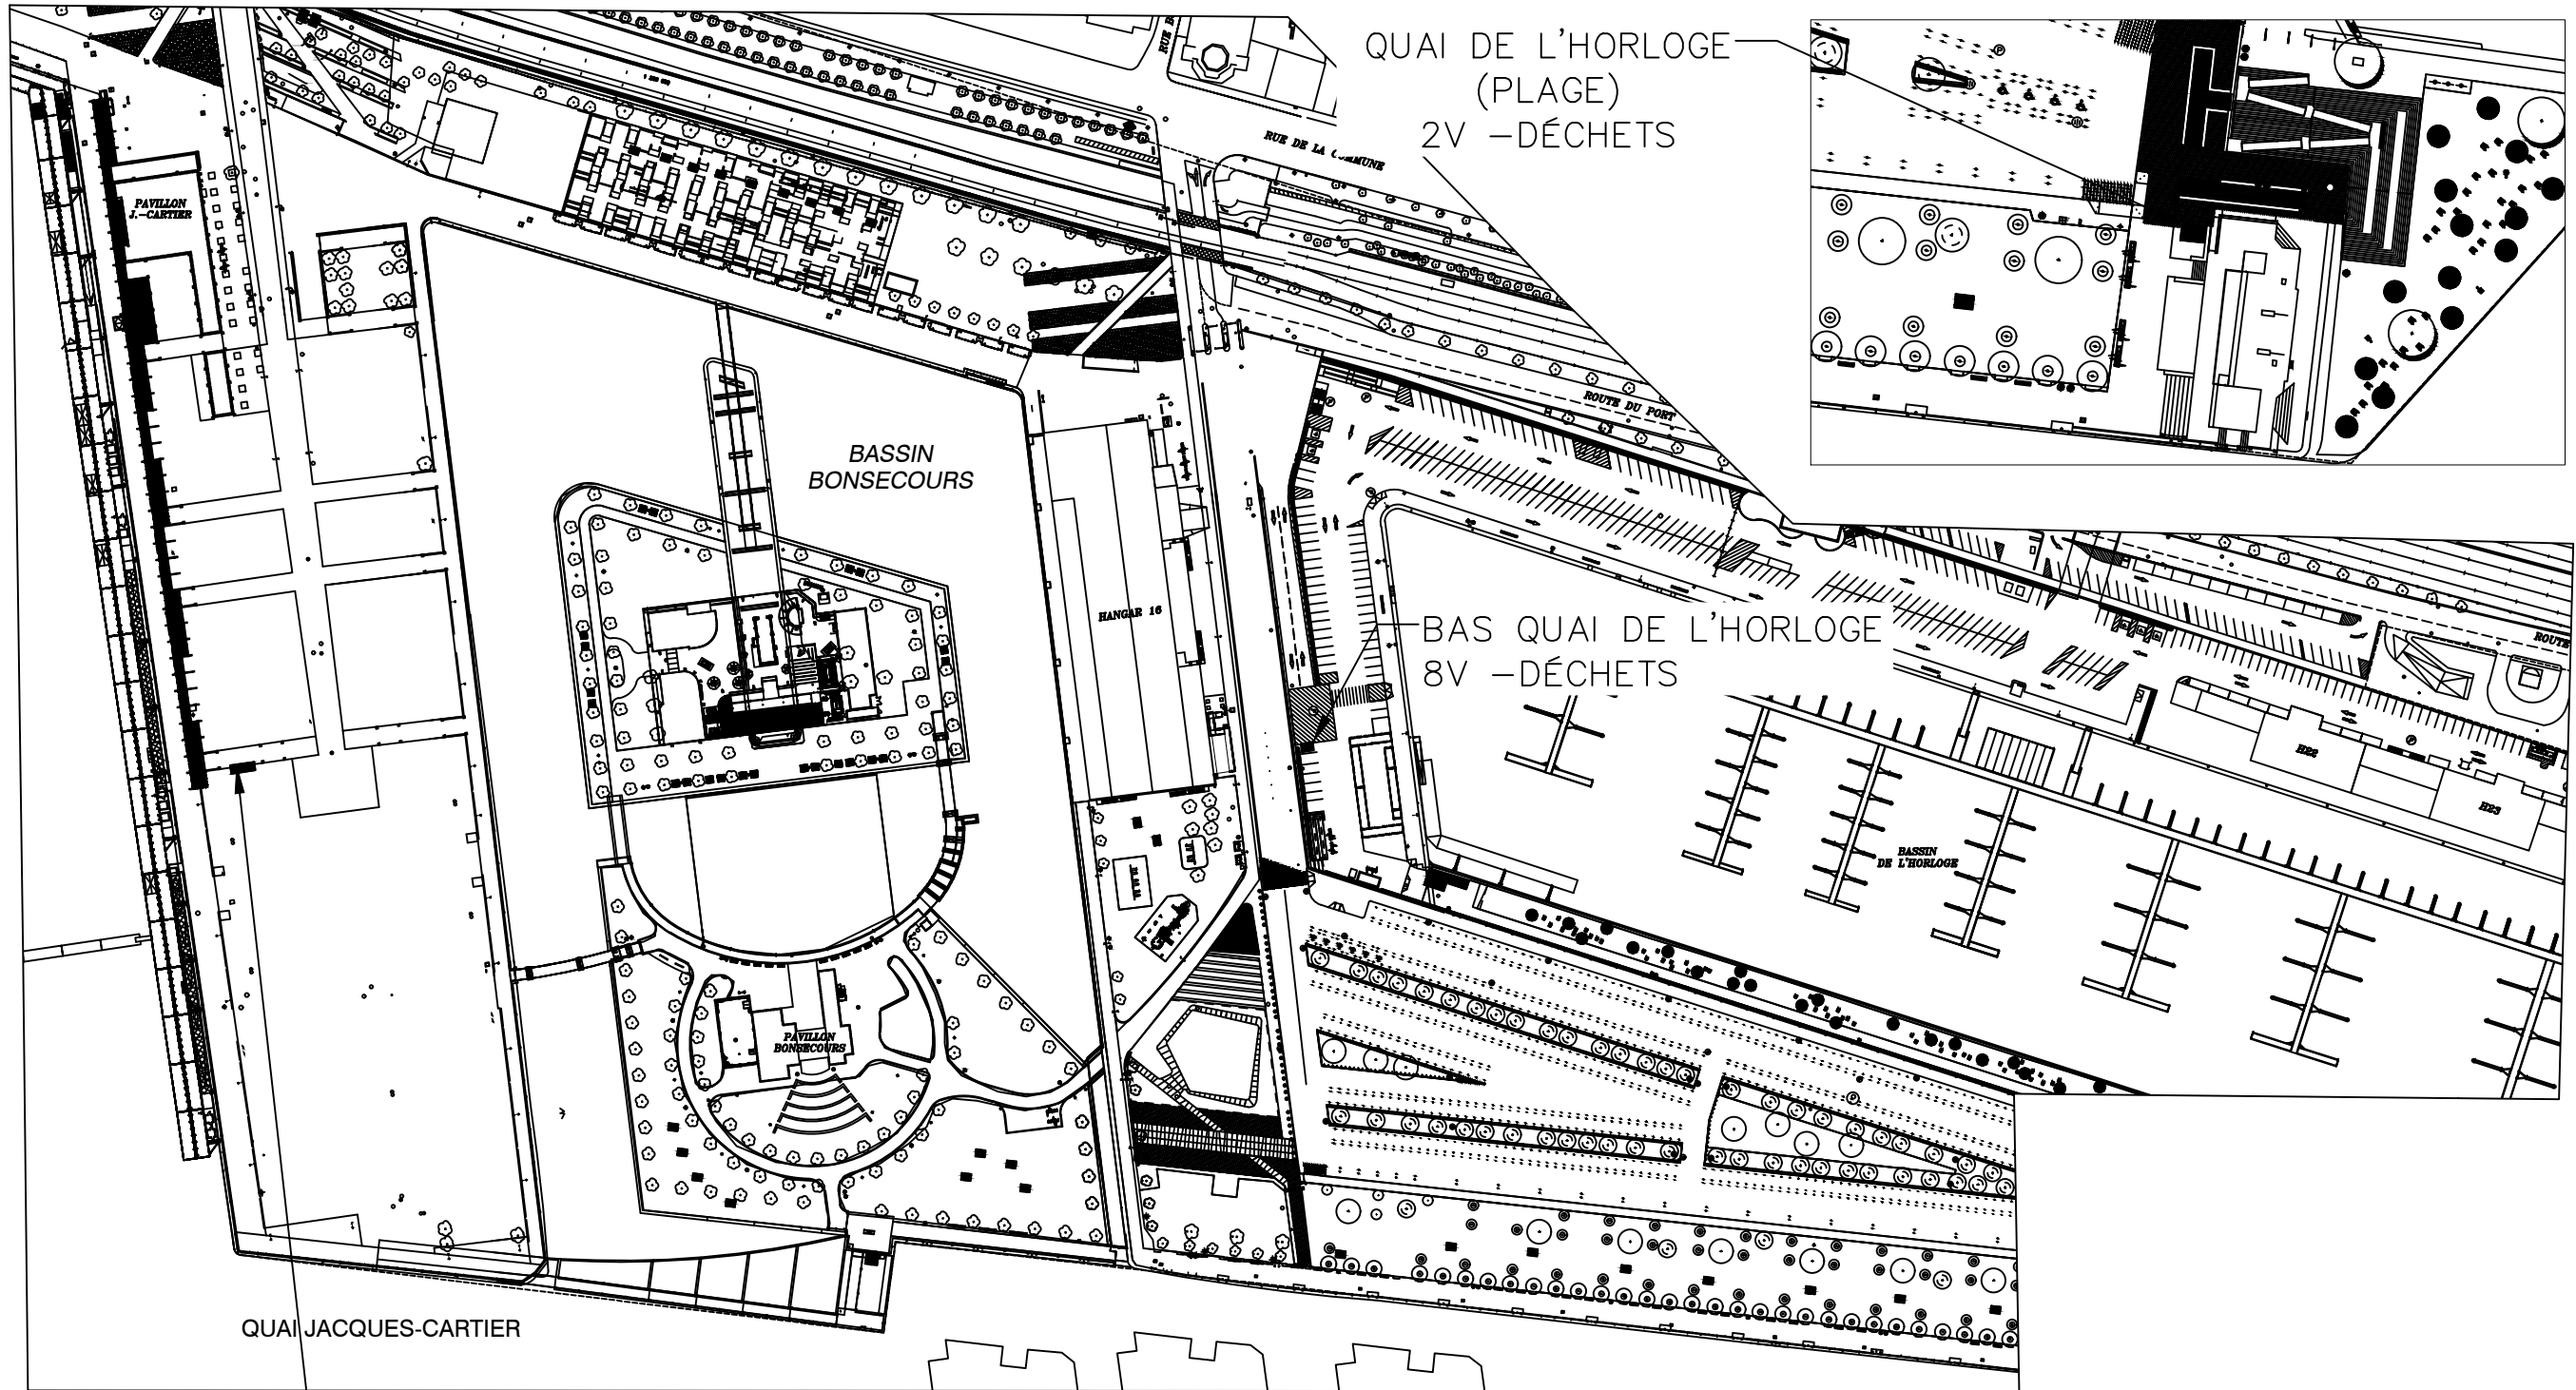 QUAI DE L'HORLOGE
(PLAGE)
2V –DÉCHETS
RUE DE LA COMMUNE
PAVILLON
J.-CARTIER
ROUTE DU PORT
BASSIN
BONSECOURS
HANGAR 16
BAS QUAI DE L'HORLOGE
8V –DÉCHETS
ROUTE
H22
H23
BASSIN
DE L'HORLOGE
PAVILLON
BONSECOURS
QUAI JACQUES-CARTIER